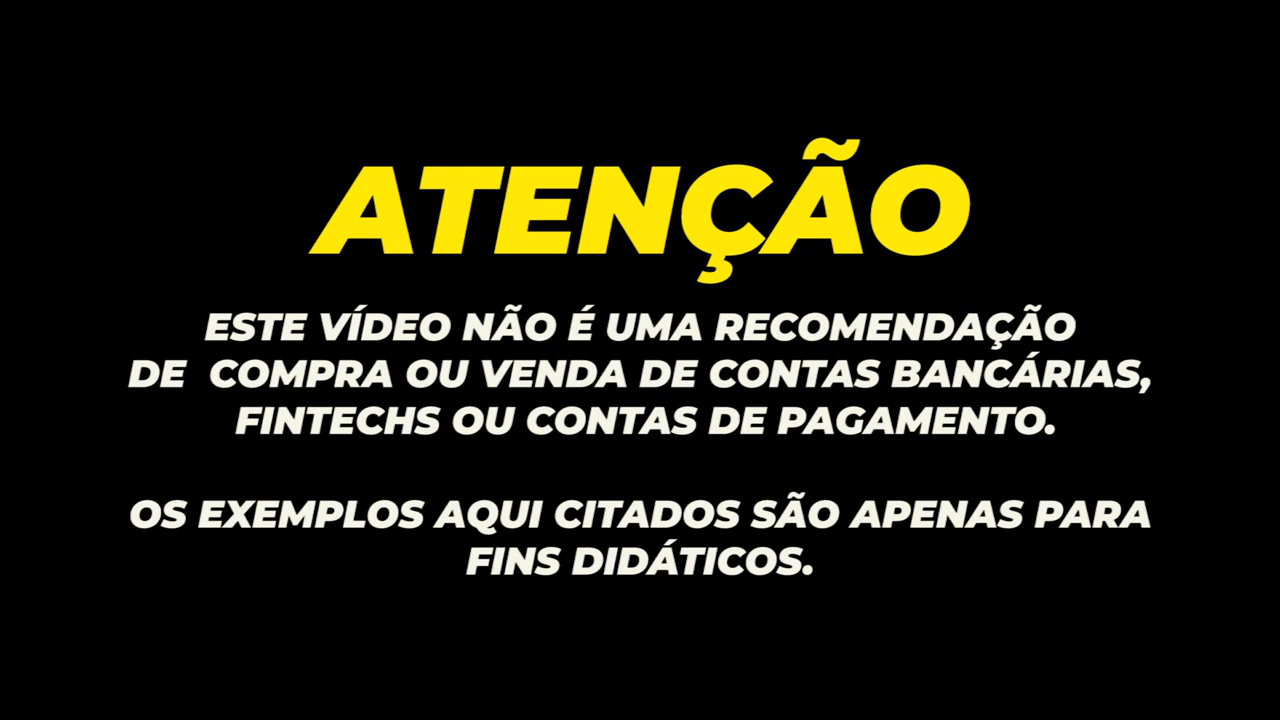 ATENÇÃO
ESTE VÍDEO NÃO É UMA RECOMENDAÇÃO
DE COMPRA OU VENDA DE CONTAS BANCÁRIAS,
FINTECHS OU CONTAS DE PAGAMENTO.
OS EXEMPLOS AQUI CITADOS SÃO APENAS PARA
FINS DIDÁTICOS.